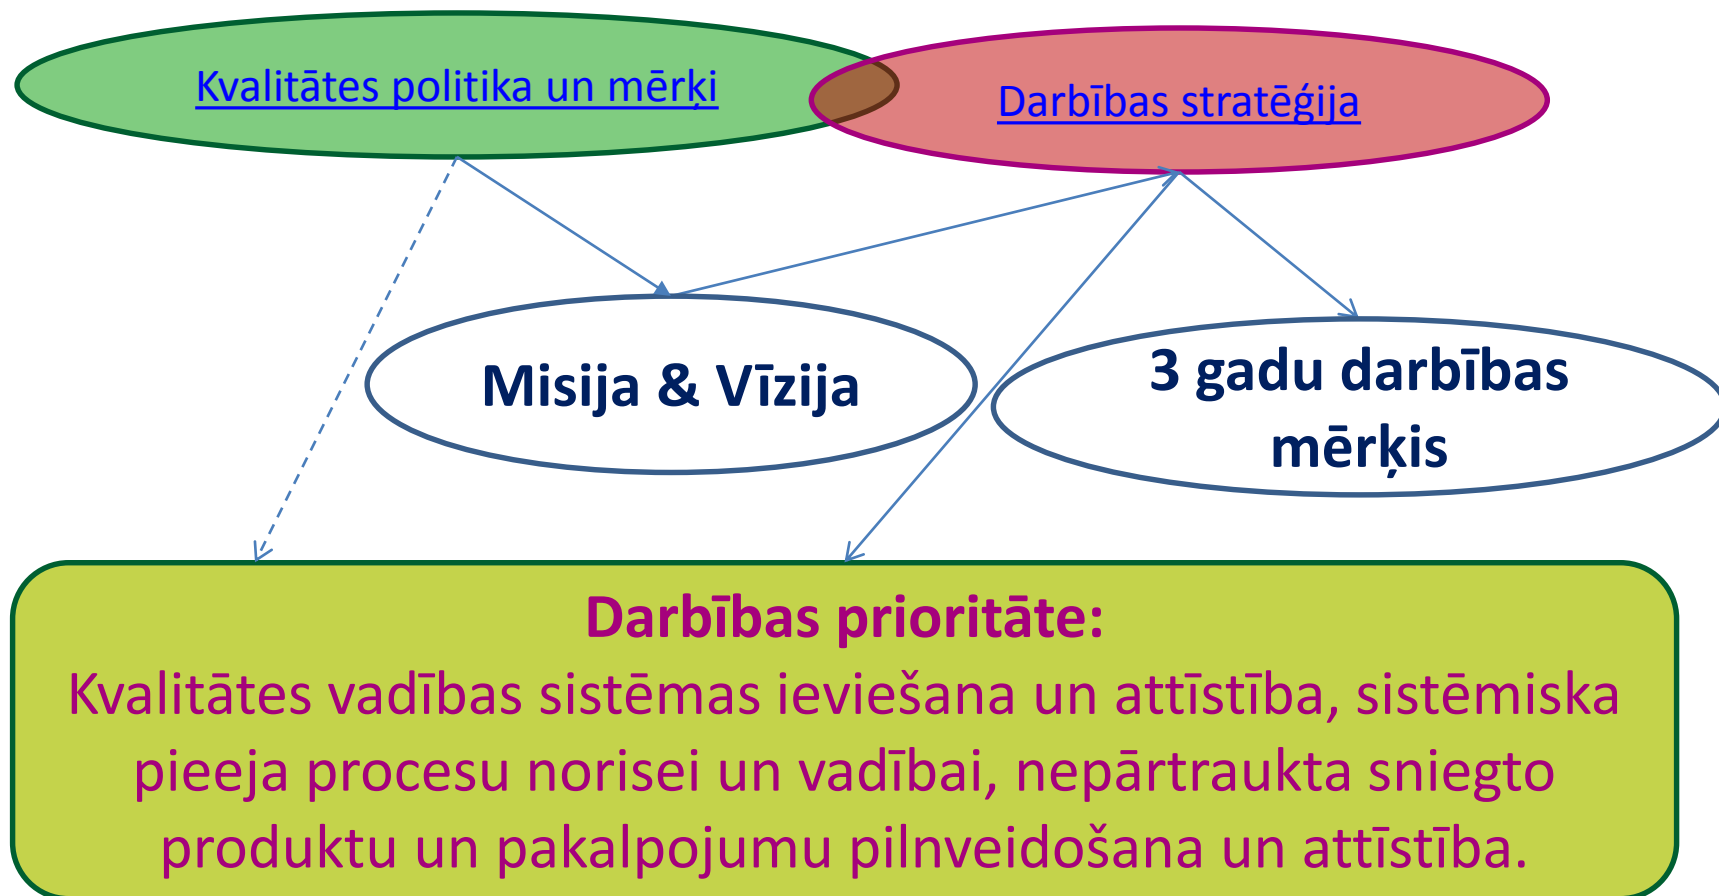 Kvalitātes politika un mērķi
Darbības stratēģija
Misija & Vīzija
3 gadu darbības
mērķis
Darbības prioritāte:
Kvalitātes vadības sistēmas ieviešana un attīstība, sistēmiska
pieeja procesu norisei un vadībai, nepārtraukta sniegto
produktu un pakalpojumu pilnveidošana un attīstība.